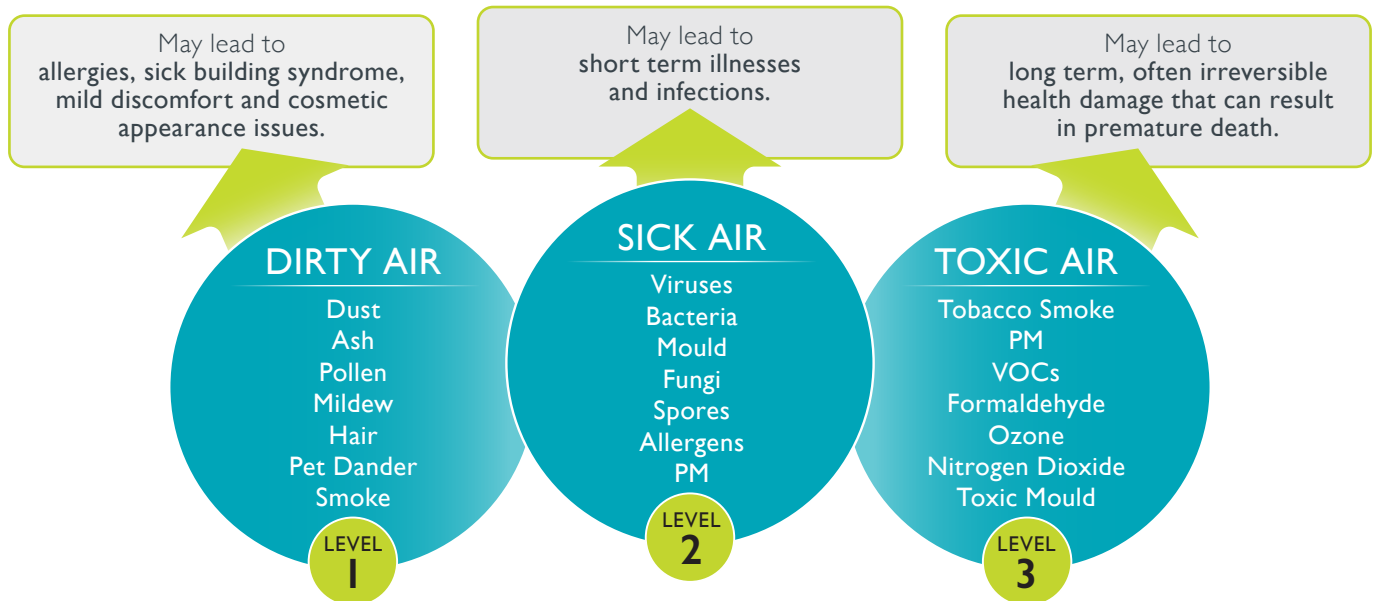 May lead to
allergies, sick building syndrome,
mild discomfort and cosmetic
appearance issues.
May lead to
short term illnesses
and infections.
May lead to
long term, often irreversible
health damage that can result
in premature death.
DIRTY AIR
Dust
Ash
Pollen
Mildew
Hair
Pet Dander
Smoke
LEVEL
1
SICK AIR
Viruses
Bacteria
Mould
Fungi
Spores
Allergens
PM
LEVEL
2
TOXIC AIR
Tobacco Smoke
PM
VOCs
Formaldehyde
Ozone
Nitrogen Dioxide
Toxic Mould
LEVEL
3